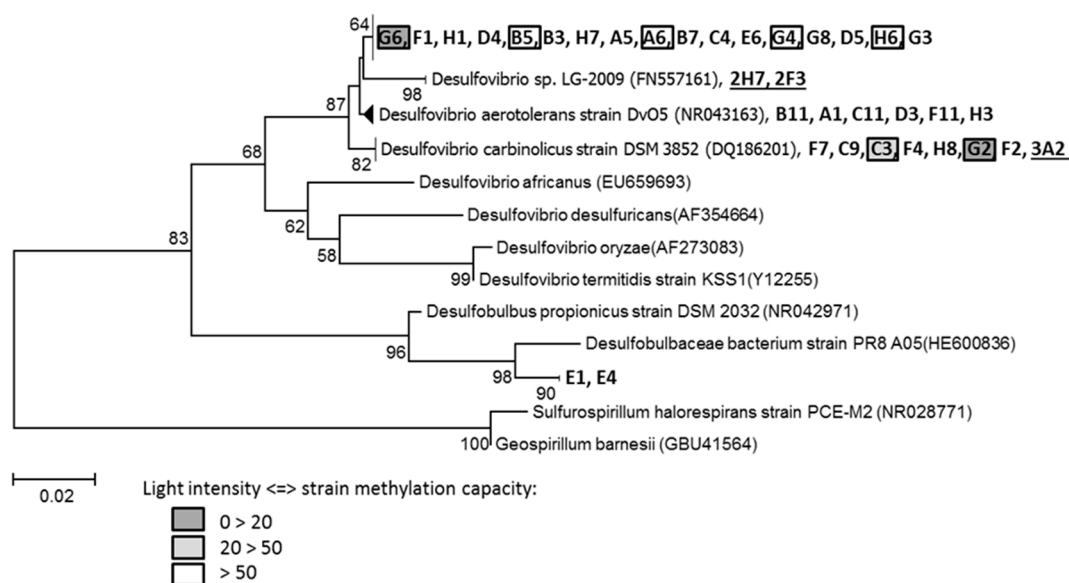 64
G6, F1, H1, D4, B5, B3, H7, A5, A6, B7, C4, E6, G4, G8, D5, H6, G3
98
Desulfovibrio sp. LG-2009 (FN557161), 2H7, 2F3
87
Desulfovibrio aerotolerans strain DvO5 (NR043163), B11, A1, C11, D3, F11, H3
82
Desulfovibrio carbinolicus strain DSM 3852 (DQ186201), F7, C9, C3, F4, H8, G2 F2, 3A2
68
Desulfovibrio africanus (EU659693)
62
Desulfovibrio desulfuricans(AF354664)
83
58
Desulfovibrio oryzae(AF273083)
99
Desulfovibrio termitidis strain KSS1(Y12255)
Desulfobulbus propionicus strain DSM 2032 (NR042971)
96
Desulfobulbaceae bacterium strain PR8 A05(HE600836)
98
E1, E4
90
Sulfurospirillum halorespirans strain PCE-M2 (NR028771)
100
Geospirillum barnesii (GBU41564)
0.02
Light intensity <=> strain methylation capacity:
0 > 20
20 > 50
> 50